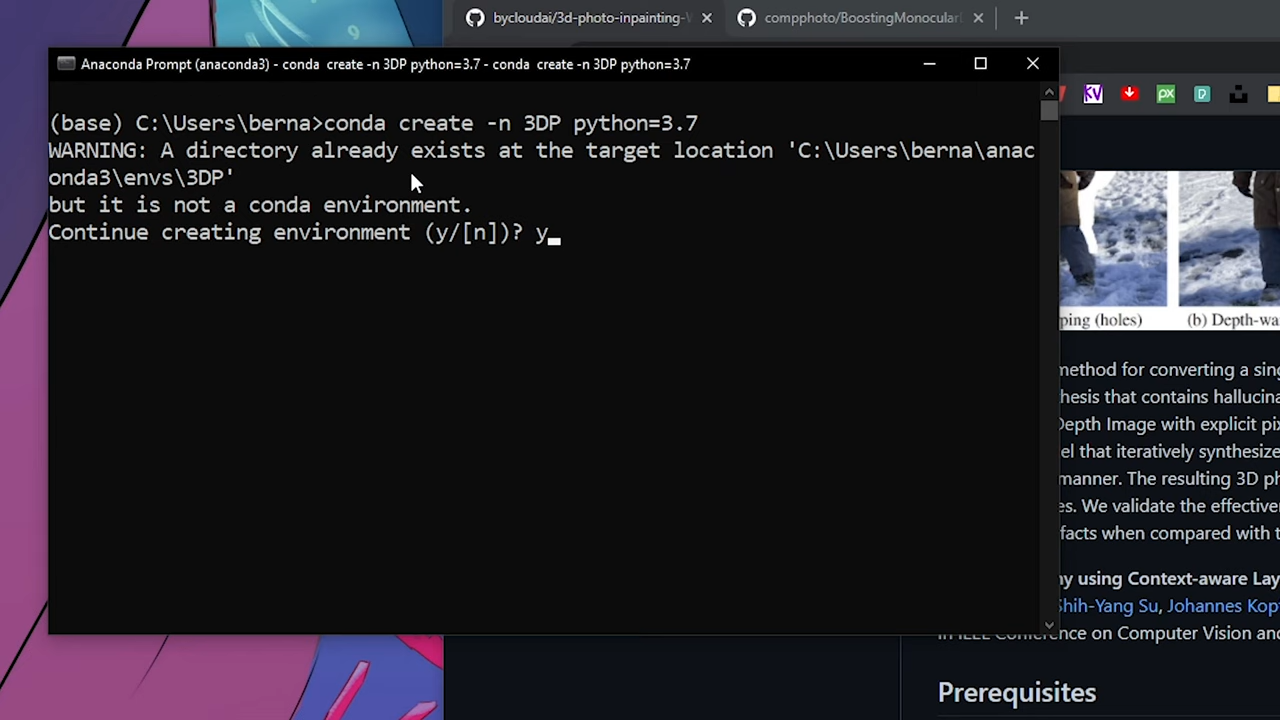 bycloudai/3d-photo-inpainting-
compphoto/BoostingMonocular
Anaconda Prompt (anaconda3) - conda create -n 3DP python=3.7 - conda create -n 3DP python=3.7
(base) C:\Users\berna>conda create -n 3DP python=3.7
WARNING: A directory already exists at the target location 'C:\Users\berna\anac
onda3\envs\3DP'
but it is not a conda environment.
Continue creating environment (y/[n])? y
KV
px
ping (holes)
(b) Depth-wa
method for converting a sing
hesis that contains hallucina
Depth Image with explicit pix
el that iteratively synthesize
manner. The resulting 3D ph
es. We validate the effective
facts when compared with t
hy using Context-aware Lay
Shih-Yang Su, Johannes Kopf
in IEEE Conference on Computer Vision and
Prerequisites